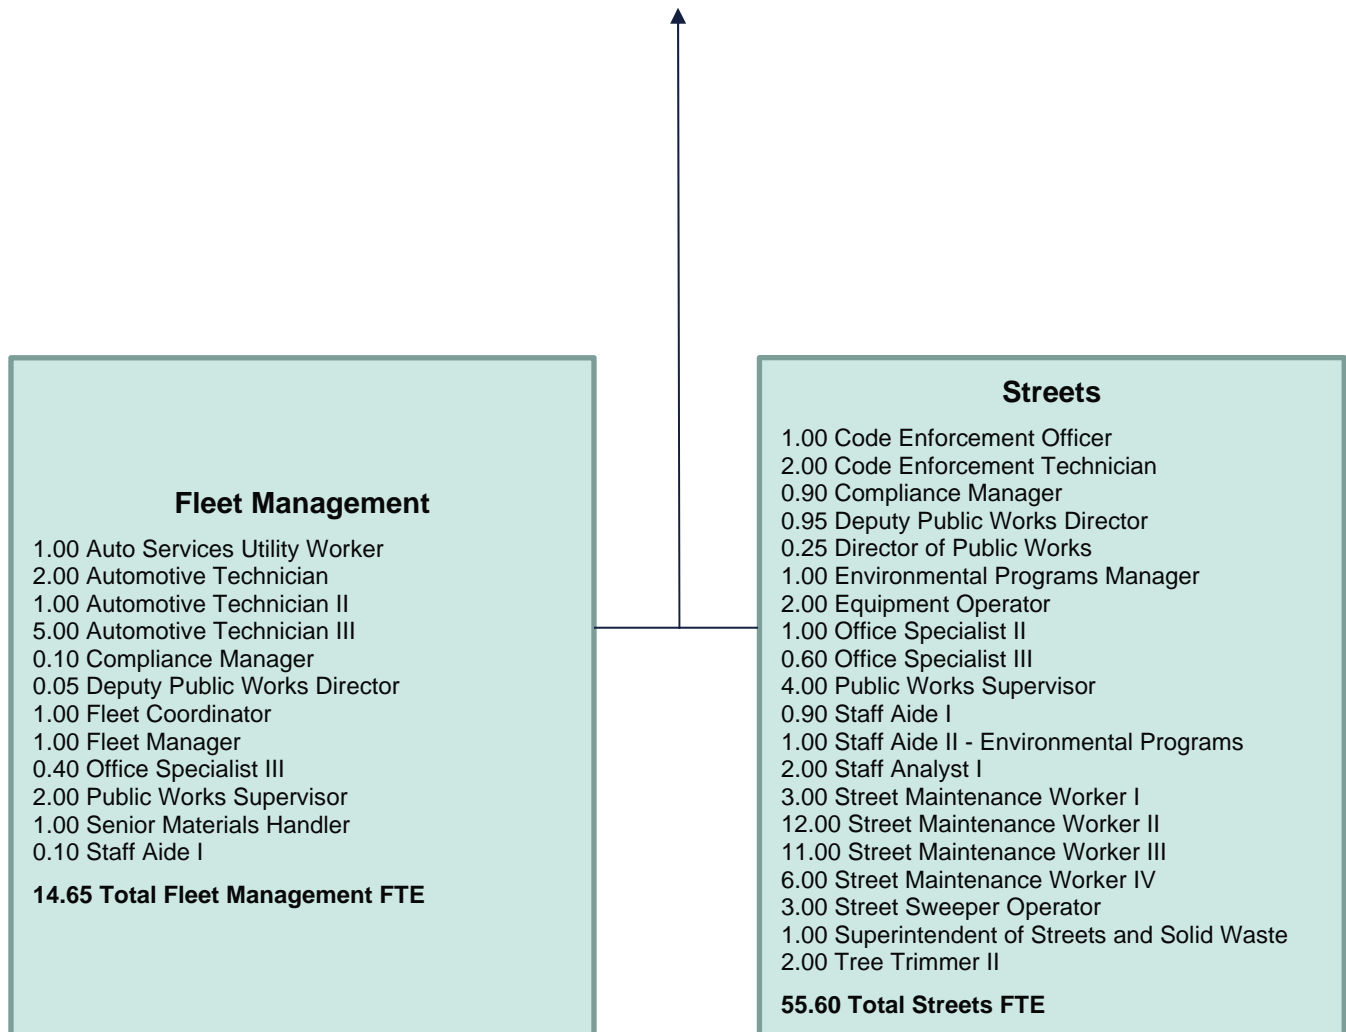 Fleet Management
1.00 Auto Services Utility Worker
2.00 Automotive Technician
1.00 Automotive Technician II
5.00 Automotive Technician III
0.10 Compliance Manager
0.05 Deputy Public Works Director
1.00 Fleet Coordinator
1.00 Fleet Manager
0.40 Office Specialist III
2.00 Public Works Supervisor
1.00 Senior Materials Handler
0.10 Staff Aide I
14.65 Total Fleet Management FTE
Streets
1.00 Code Enforcement Officer
2.00 Code Enforcement Technician
0.90 Compliance Manager
0.95 Deputy Public Works Director
0.25 Director of Public Works
1.00 Environmental Programs Manager
2.00 Equipment Operator
1.00 Office Specialist II
0.60 Office Specialist III
4.00 Public Works Supervisor
0.90 Staff Aide I
1.00 Staff Aide II - Environmental Programs
2.00 Staff Analyst I
3.00 Street Maintenance Worker I
12.00 Street Maintenance Worker II
11.00 Street Maintenance Worker III
6.00 Street Maintenance Worker IV
3.00 Street Sweeper Operator
1.00 Superintendent of Streets and Solid Waste
2.00 Tree Trimmer II
55.60 Total Streets FTE